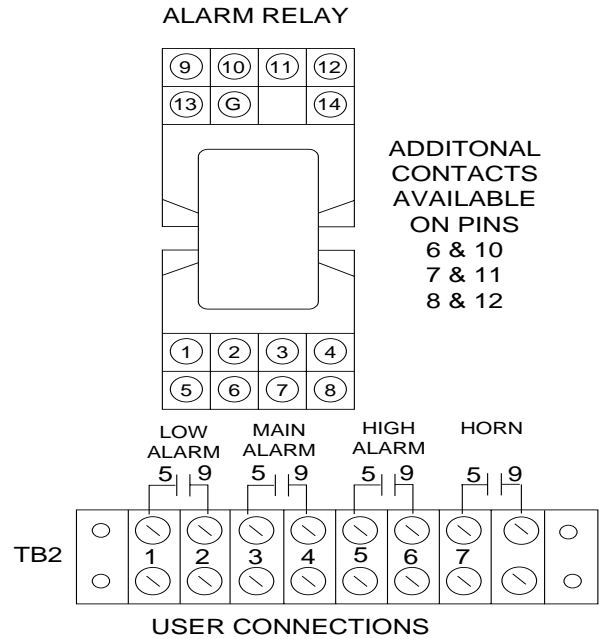 ALARM RELAY
9 10 11 12
13 G 14
ADDITONAL
CONTACTS
AVAILABLE
ON PINS
6 & 10
7 & 11
8 & 12
1 2 3 4
5 6 7 8
LOW
ALARM
MAIN
ALARM
HIGH
ALARM
HORN
5 9 5 9 5 9 5 9
TB2
1 2 3 4 5 6 7
USER CONNECTIONS